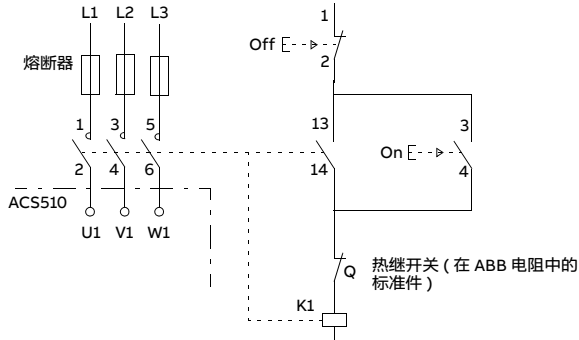 L1 L2 L3
熔断器
1 3 5
2 4 6
ACS510
U1 V1 W1
1
Off
2
13
14
3
On
4
Q
热继开关 ( 在 ABB 电阻中的
标准件 )
K1